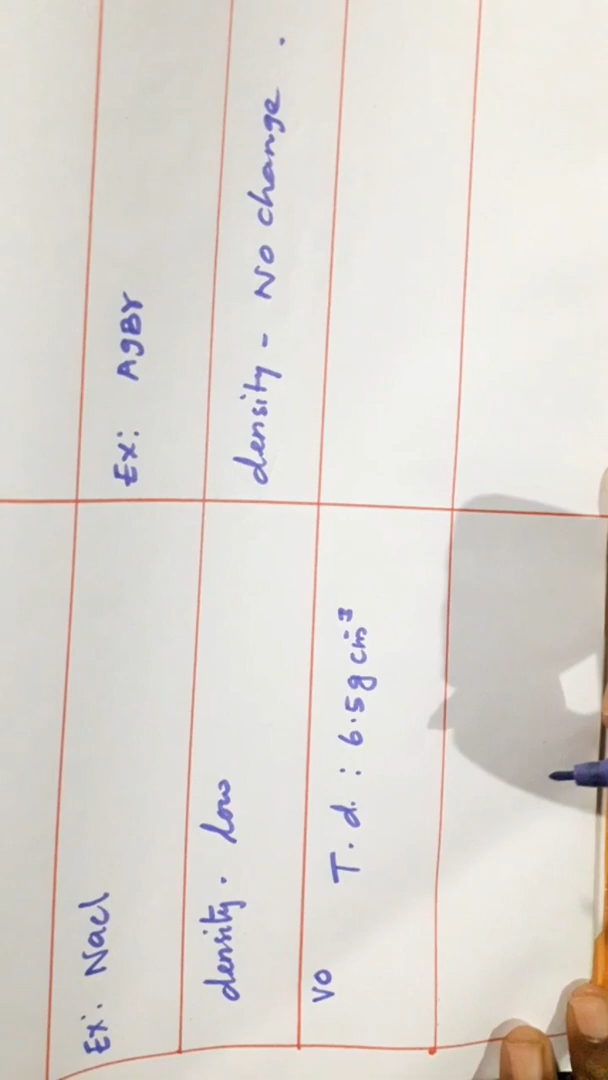 Ex: Nacl
Ex: AgBr
density. Low
density - No change.
VO T.d. : 6.5g cm⁻³